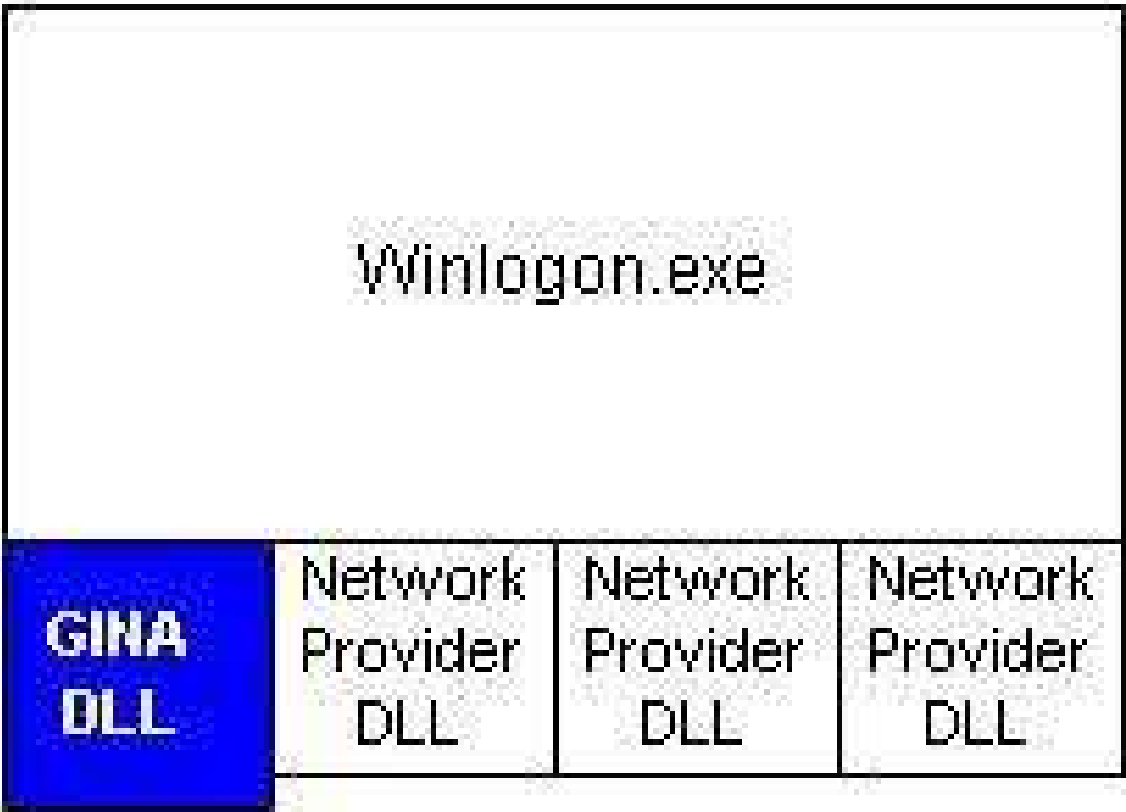 Winlogon.exe
GINA
DLL
Network
Provider
DLL
Network
Provider
DLL
Network
Provider
DLL